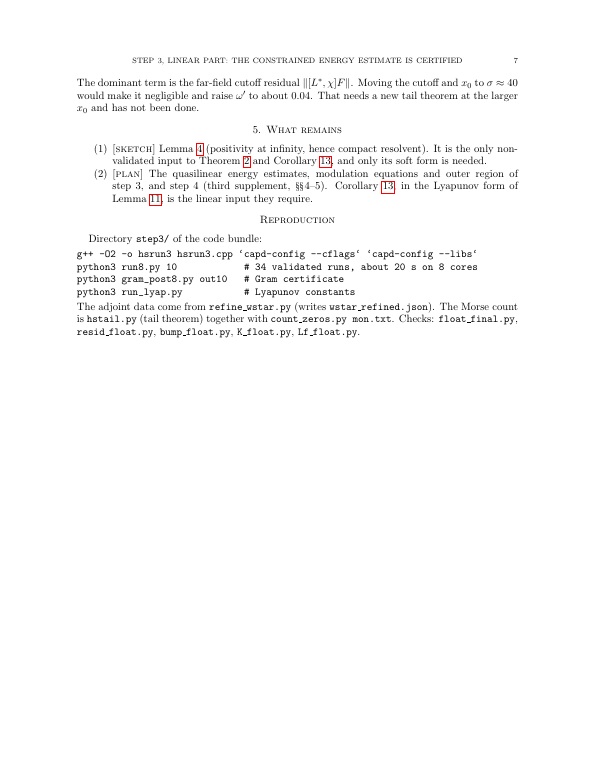 STEP 3, LINEAR PART: THE CONSTRAINED ENERGY ESTIMATE IS CERTIFIED 7
The dominant term is the far-field cutoff residual ‖[L*, χ]F‖. Moving the cutoff and x₀ to σ ≈ 40
would make it negligible and raise ω′ to about 0.04. That needs a new tail theorem at the larger
x₀ and has not been done.
5. WHAT REMAINS
(1) [SKETCH] Lemma 4 (positivity at infinity, hence compact resolvent). It is the only non-
validated input to Theorem 2 and Corollary 13, and only its soft form is needed.
(2) [PLAN] The quasilinear energy estimates, modulation equations and outer region of
step 3, and step 4 (third supplement, §§4–5). Corollary 13, in the Lyapunov form of
Lemma 11, is the linear input they require.
REPRODUCTION
Directory step3/ of the code bundle:
g++ -O2 -o hsrun3 hsrun3.cpp ‘capd-config --cflags‘ ‘capd-config --libs‘
python3 run8.py 10 # 34 validated runs, about 20 s on 8 cores
python3 gram_post8.py out10 # Gram certificate
python3 run_lyap.py # Lyapunov constants
The adjoint data come from refine_wstar.py (writes wstar_refined.json). The Morse count
is hstail.py (tail theorem) together with count_zeros.py mon.txt. Checks: float_final.py,
resid_float.py, bump_float.py, K_float.py, Lf_float.py.